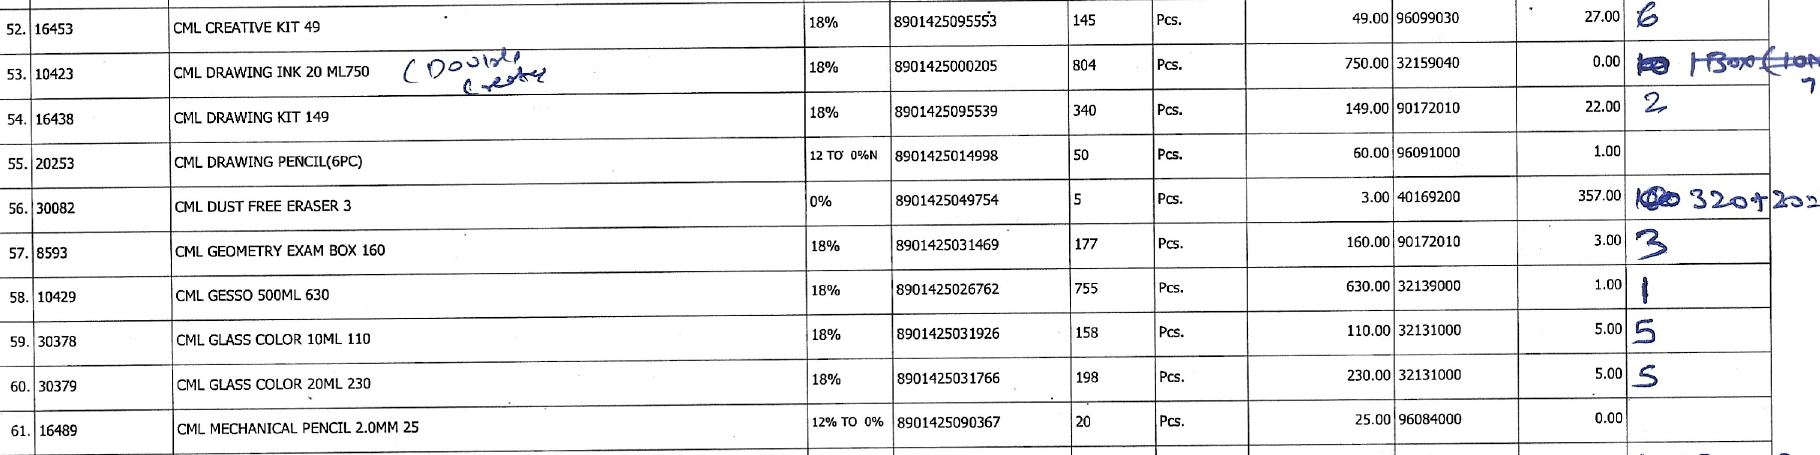 52. 16453 CML CREATIVE KIT 49 18% 8901425095553 145 Pcs. 49.00 96099030 27.00 6
53. 10423 CML DRAWING INK 20 ML750 (Double 18% 8901425000205 804 Pcs. 750.00 32159040 0.00 1 Box (10
54. 16438 CML DRAWING KIT 149 18% 8901425095539 340 Pcs. 149.00 90172010 22.00 2
55. 20253 CML DRAWING PENCIL(6PC) 12 TO 0%N 8901425014998 50 Pcs. 60.00 96091000 1.00
56. 30082 CML DUST FREE ERASER 3 0% 8901425049754 5 Pcs. 3.00 40169200 357.00 320+20=
57. 8593 CML GEOMETRY EXAM BOX 160 18% 8901425031469 177 Pcs. 160.00 90172010 3.00 3
58. 10429 CML GESSO 500ML 630 18% 8901425026762 755 Pcs. 630.00 32139000 1.00 1
59. 30378 CML GLASS COLOR 10ML 110 18% 8901425031926 158 Pcs. 110.00 32131000 5.00 5
60. 30379 CML GLASS COLOR 20ML 230 18% 8901425031766 198 Pcs. 230.00 32131000 5.00 5
61. 16489 CML MECHANICAL PENCIL 2.0MM 25 12% TO 0% 8901425090367 20 Pcs. 25.00 96084000 0.00